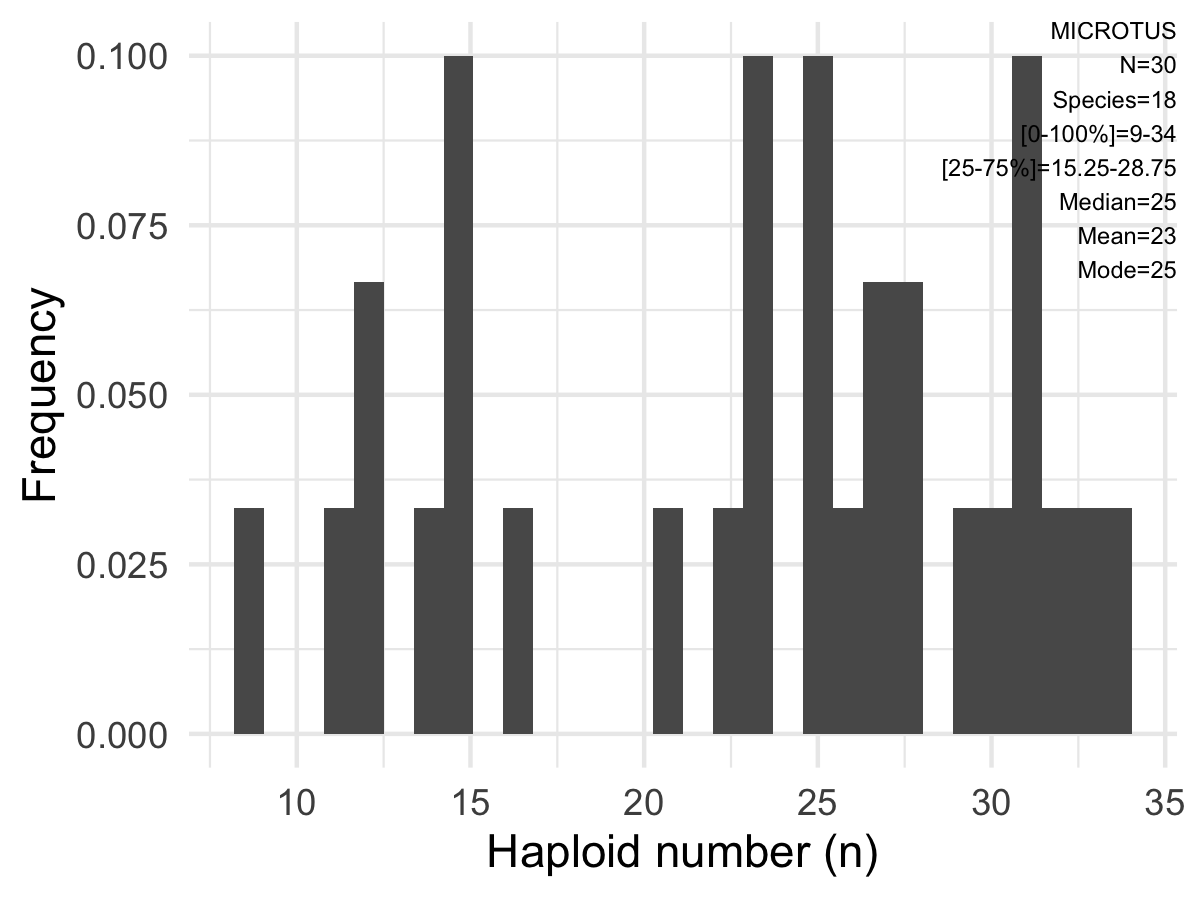 MICROTUS
N=30
Species=18
[0-100%]=9-34
[25-75%]=15.25-28.75
Median=25
Mean=23
Mode=25
Frequency
0.100
0.075
0.050
0.025
0.000
10 15 20 25 30 35
Haploid number (n)